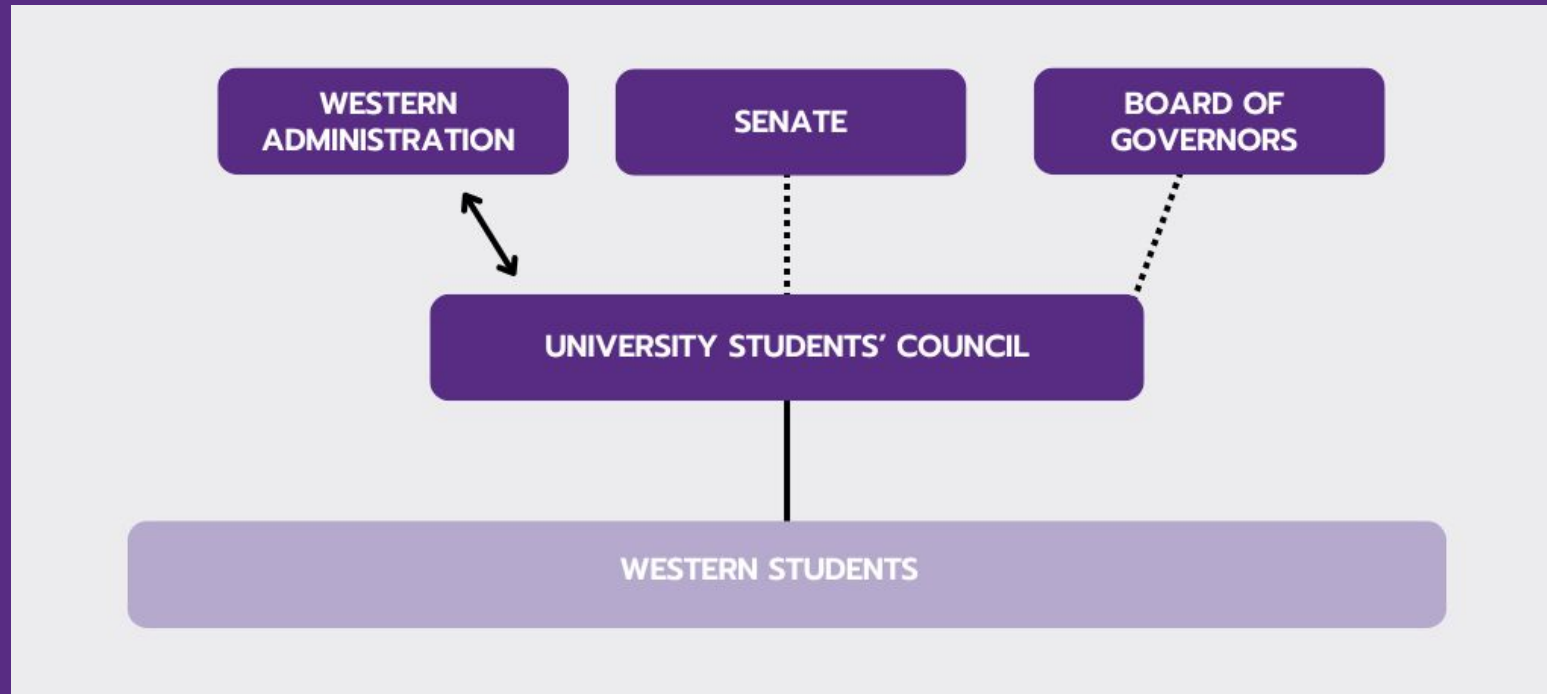 WESTERN
ADMINISTRATION
SENATE
BOARD OF
GOVERNORS
UNIVERSITY STUDENTS’ COUNCIL
WESTERN STUDENTS